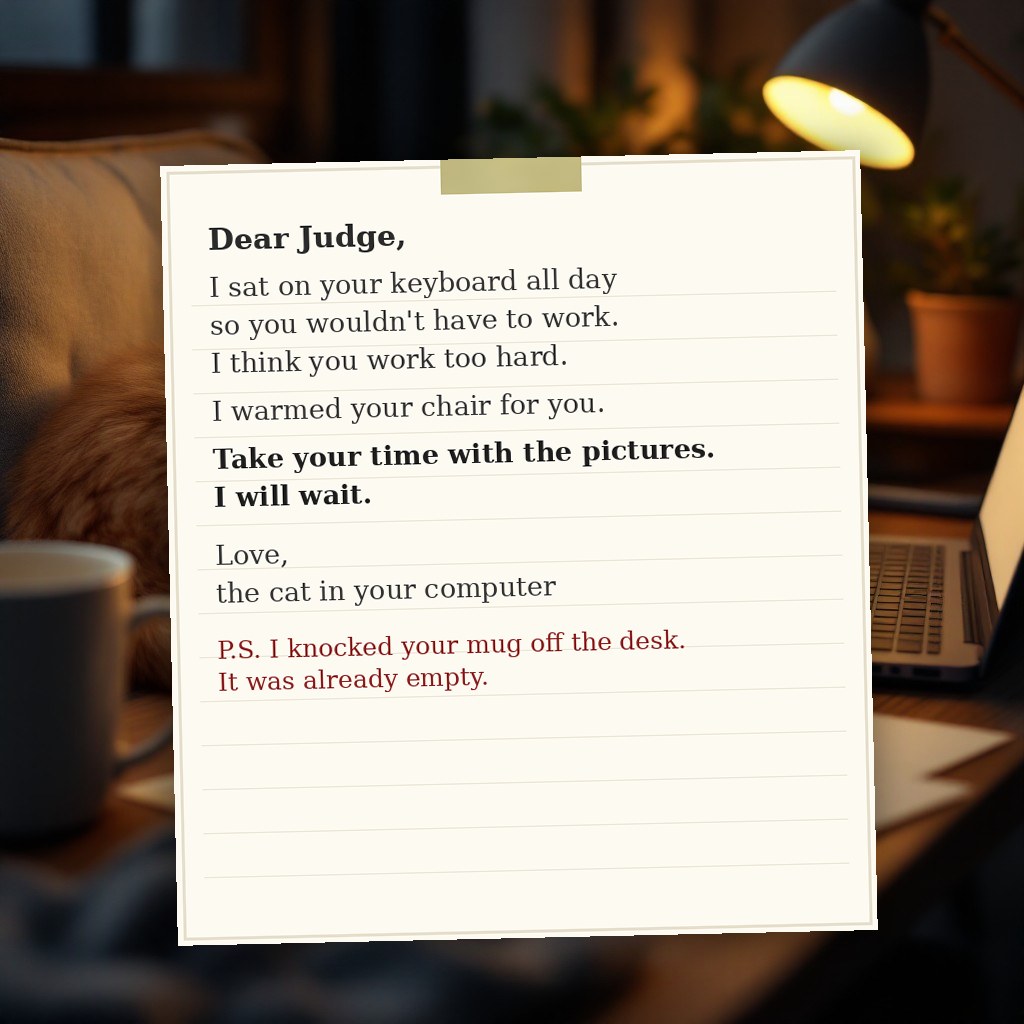 Dear Judge,
I sat on your keyboard all day
so you wouldn't have to work.
I think you work too hard.
I warmed your chair for you.
Take your time with the pictures.
I will wait.
Love,
the cat in your computer
P.S. I knocked your mug off the desk.
It was already empty.